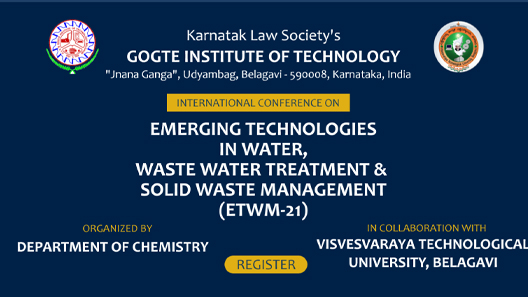 Karnatak Law Society's
GOGTE INSTITUTE OF TECHNOLOGY
"Jnana Ganga", Udyambag, Belagavi - 590008, Karnataka, India
INTERNATIONAL CONFERENCE ON
EMERGING TECHNOLOGIES
IN WATER,
WASTE WATER TREATMENT &
SOLID WASTE MANAGEMENT
(ETWM-21)
ORGANIZED BY
DEPARTMENT OF CHEMISTRY
IN COLLABORATION WITH
VISVESVARAYA TECHNOLOGICAL
UNIVERSITY, BELAGAVI
REGISTER